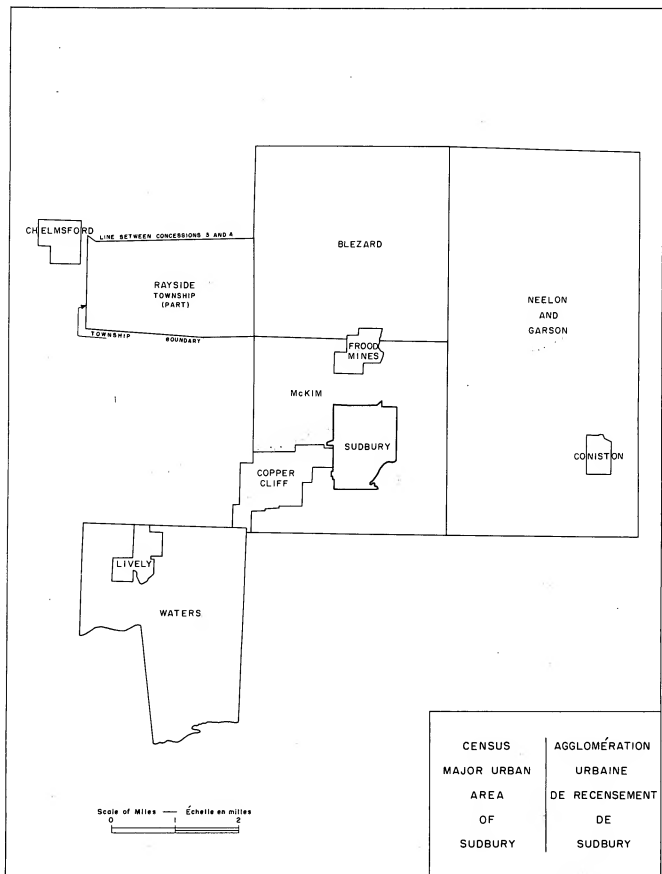 CHELMSFORD
LINE BETWEEN CONCESSIONS 3 AND 4
BLEZARD
RAYSIDE
TOWNSHIP
(PART)
NEELON
AND
GARSON
TOWNSHIP BOUNDARY
FROOD
MINES
McKIM
SUDBURY
CONISTON
COPPER
CLIFF
LIVELY
WATERS
CENSUS
MAJOR URBAN
AREA
OF
SUDBURY
AGGLOMÉRATION
URBAINE
DE RECENSEMENT
DE
SUDBURY
Scale of Miles — Échelle en milles
0 1 2